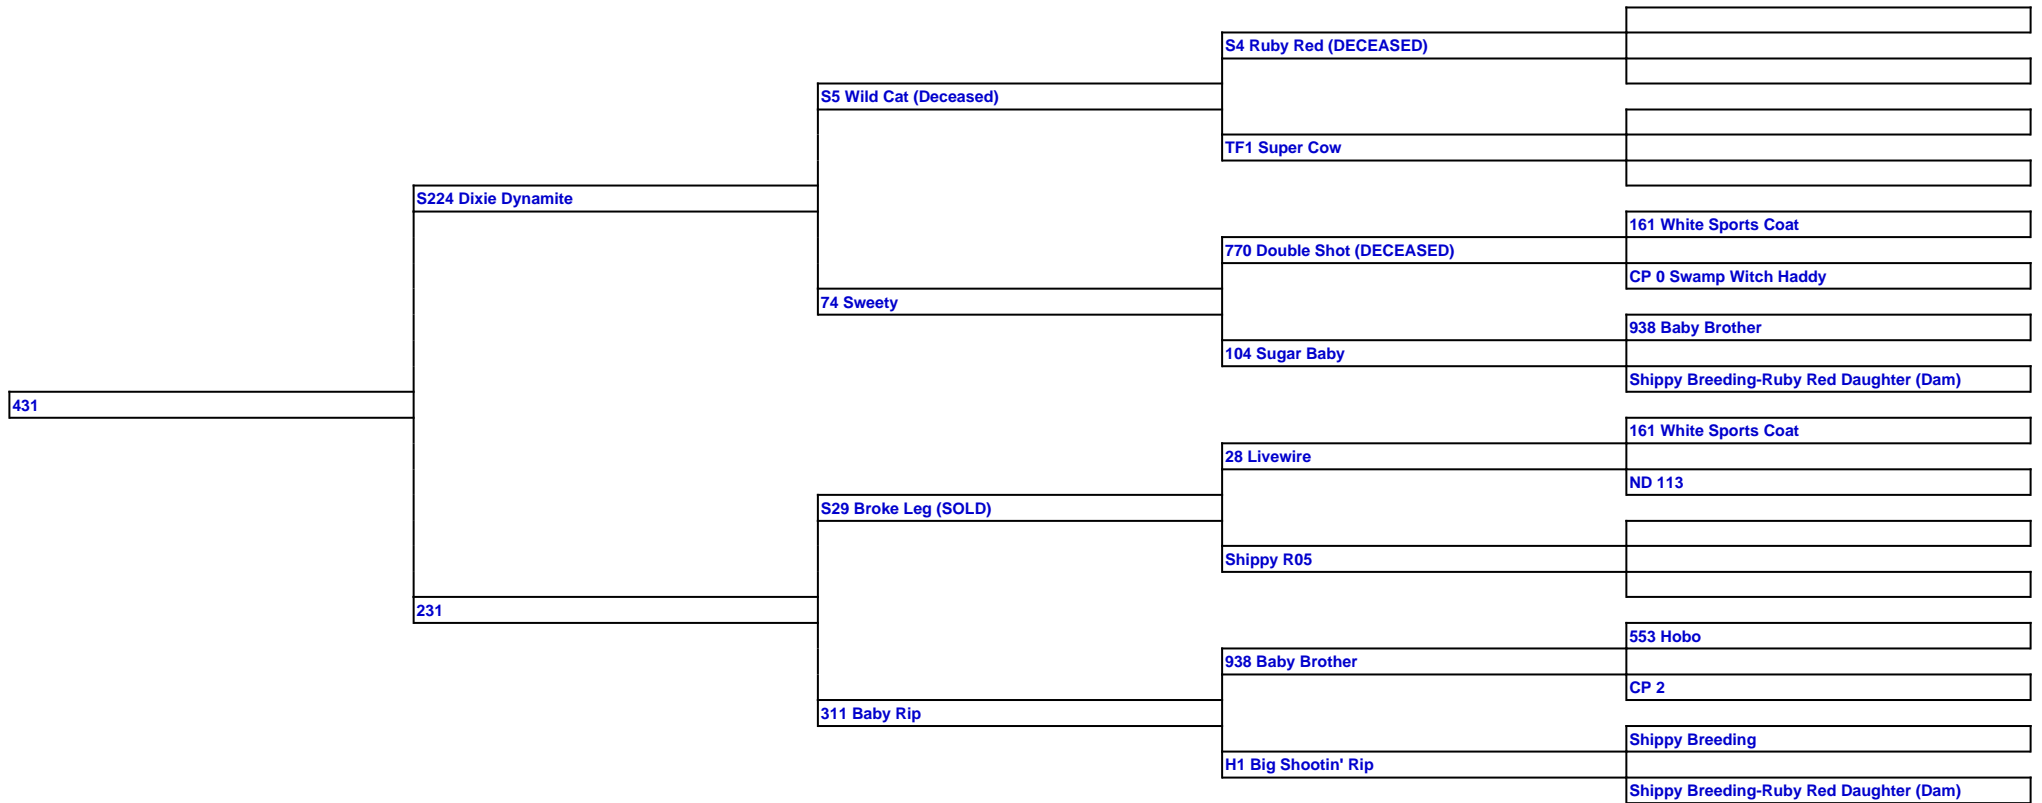 S4 Ruby Red (DECEASED)
S5 Wild Cat (Deceased)
TF1 Super Cow
S224 Dixie Dynamite
161 White Sports Coat
770 Double Shot (DECEASED)
CP 0 Swamp Witch Haddy
74 Sweety
938 Baby Brother
104 Sugar Baby
Shippy Breeding-Ruby Red Daughter (Dam)
431
161 White Sports Coat
28 Livewire
ND 113
S29 Broke Leg (SOLD)
Shippy R05
231
553 Hobo
938 Baby Brother
CP 2
311 Baby Rip
Shippy Breeding
H1 Big Shootin' Rip
Shippy Breeding-Ruby Red Daughter (Dam)